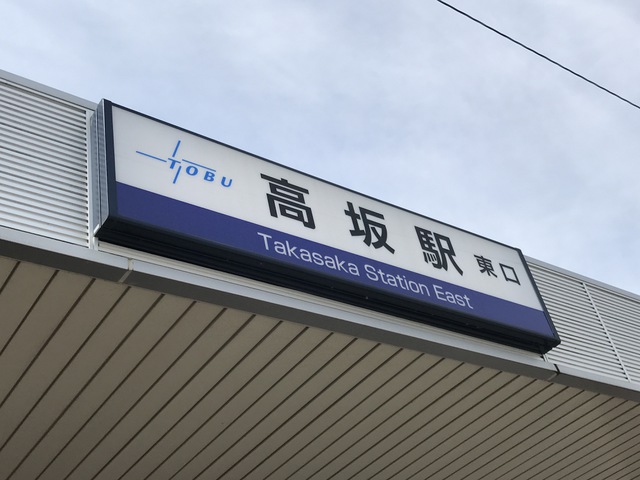 TOBU
高坂駅 東口
Takasaka Station East